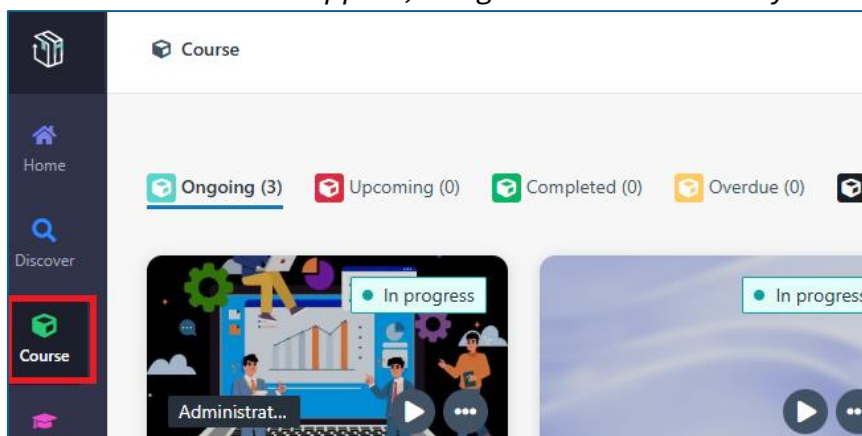 Course
Home
Discover
Course
Ongoing (3)
Upcoming (0)
Completed (0)
Overdue (0)
In progress
In progress
Administrat...